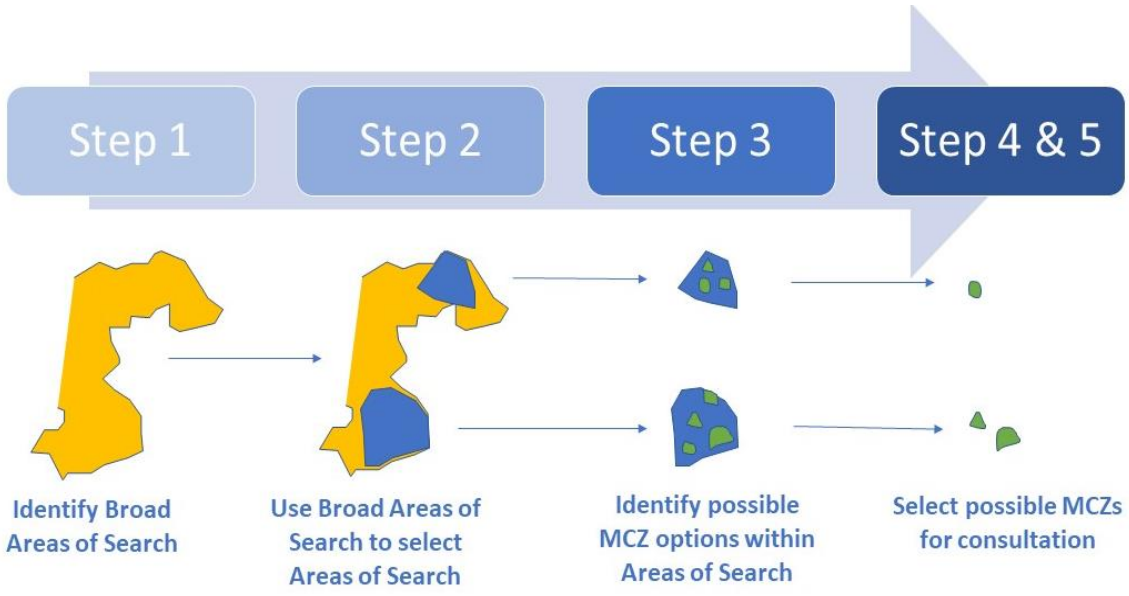 Step 1
Step 2
Step 3
Step 4 & 5
Identify Broad
Areas of Search
Use Broad Areas of
Search to select
Areas of Search
Identify possible
MCZ options within
Areas of Search
Select possible MCZs
for consultation